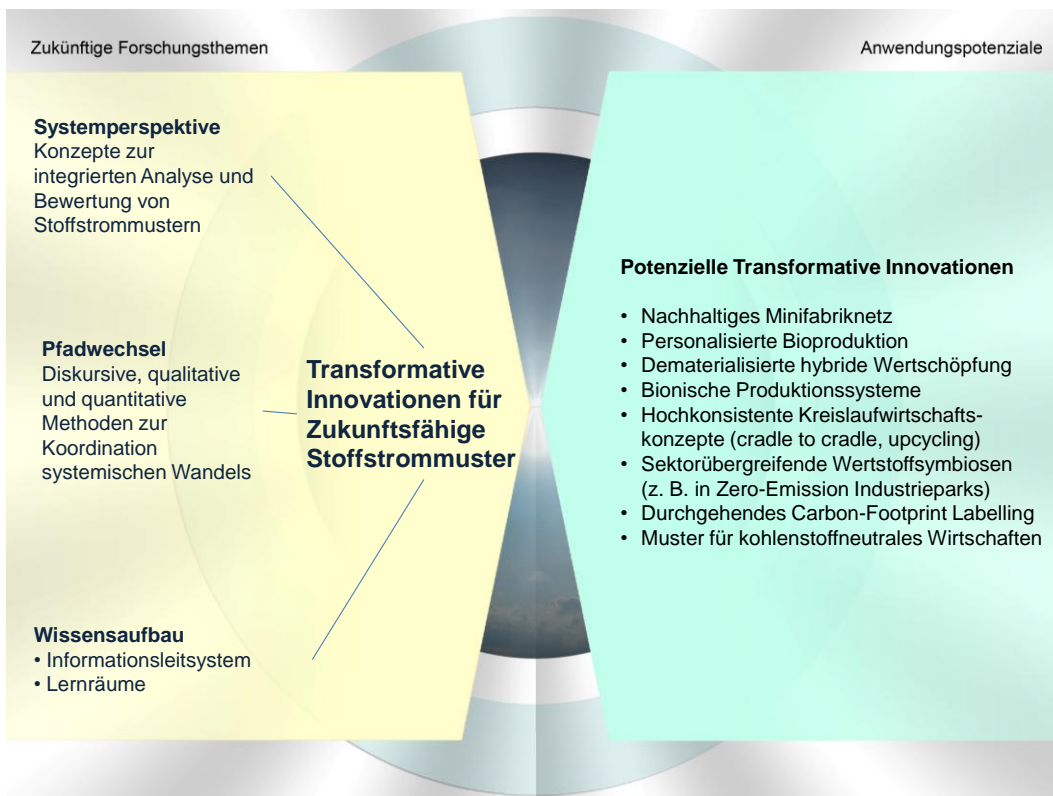 Zukünftige Forschungsthemen
Anwendungspotenziale
Systemperspektive
Konzepte zur
integrierten Analyse und
Bewertung von
Stoffstrommustern
Pfadwechsel
Diskursive, qualitative
und quantitative
Methoden zur
Koordination
systemischen Wandels
Wissensaufbau
• Informationsleitsystem
• Lernräume
Transformative
Innovationen für
Zukunftsfähige
Stoffstrommuster
Potenzielle Transformative Innovationen
• Nachhaltiges Minifabriknetz
• Personalisierte Bioproduktion
• Dematerialisierte hybride Wertschöpfung
• Bionische Produktionssysteme
• Hochkonsistente Kreislaufwirtschafts-
konzepte (cradle to cradle, upcycling)
• Sektorübergreifende Wertstoffsymbiosen
(z. B. in Zero-Emission Industrieparks)
• Durchgehendes Carbon-Footprint Labelling
• Muster für kohlenstoffneutrales Wirtschaften